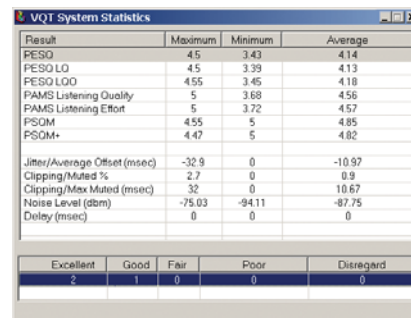 VQT System Statistics
Result Maximum Minimum Average
PESQ 4.5 3.43 4.14
PESQ LQ 4.5 3.39 4.13
PESQ LQO 4.55 3.45 4.18
PAMS Listening Quality 5 3.68 4.56
PAMS Listening Effort 5 3.72 4.57
PSQM 4.55 5 4.85
PSQM+ 4.47 5 4.82
Jitter/Average Offset (msec) -32.9 0 -10.97
Clipping/Muted % 2.7 0 0.9
Clipping/Max Muted (msec) 32 0 10.67
Noise Level (dbm) -75.03 -94.11 -87.75
Delay (msec) 0 0 0
Excellent Good Fair Poor Disregard
2 1 0 0 0